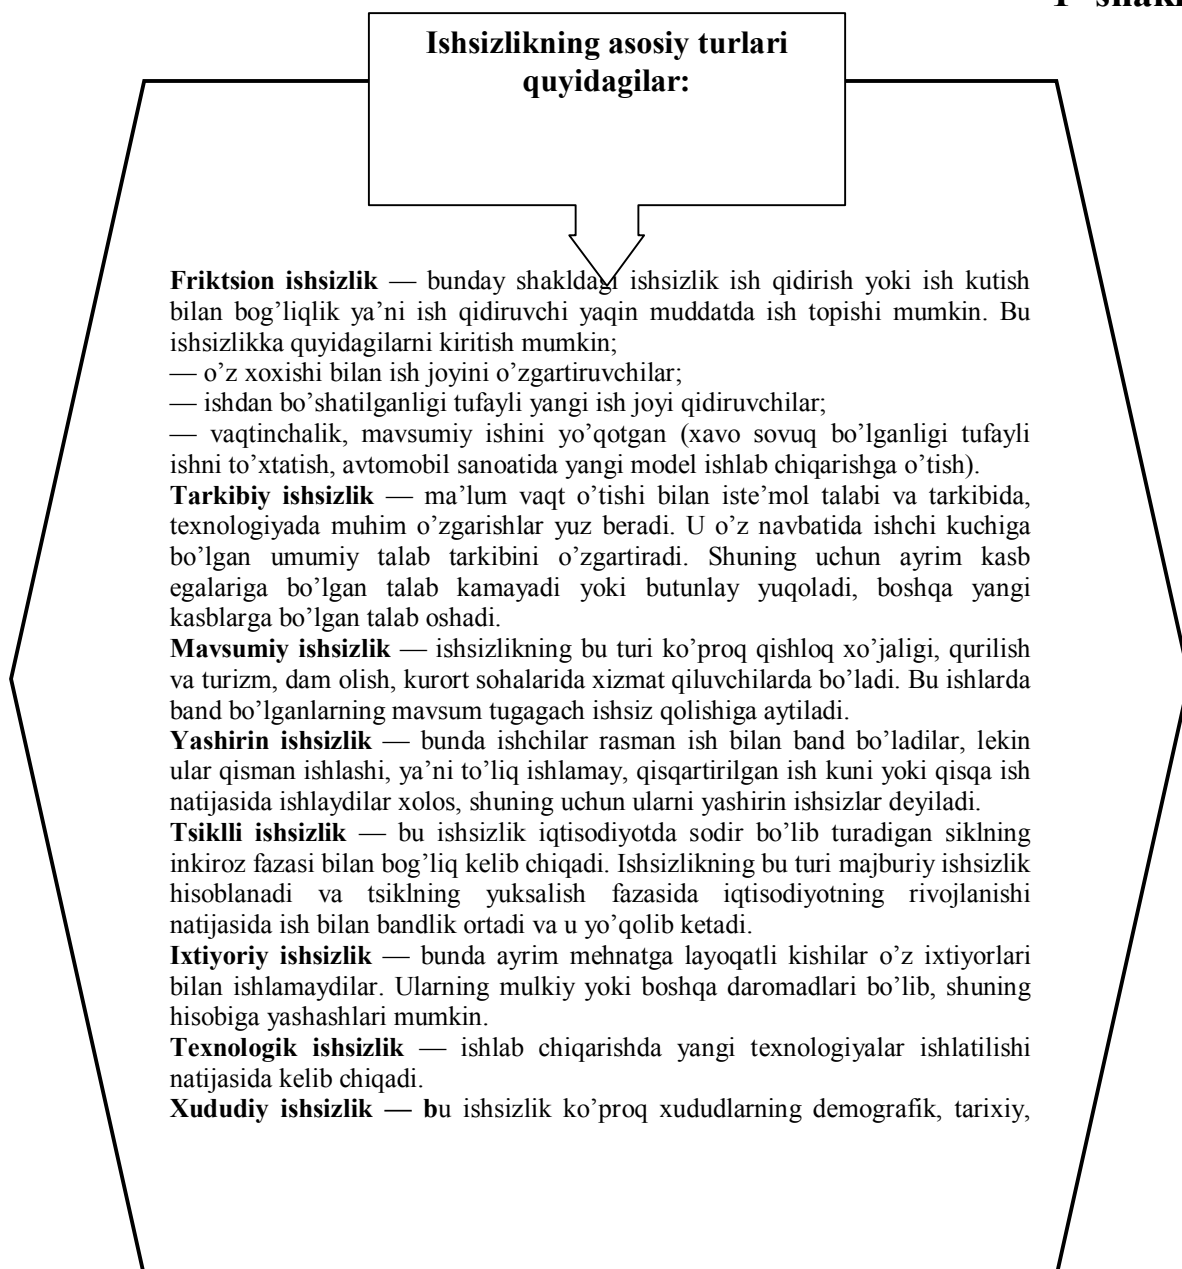 Ishsizlikning asosiy turlari
quyidagilar:
Friktsion ishsizlik — bunday shakldagi ishsizlik ish qidirish yoki ish kutish
bilan bog’liqlik ya’ni ish qidiruvchi yaqin muddatda ish topishi mumkin. Bu
ishsizlikka quyidagilarni kiritish mumkin;
— o’z xoxishi bilan ish joyini o’zgartiruvchilar;
— ishdan bo’shatilganligi tufayli yangi ish joyi qidiruvchilar;
— vaqtinchalik, mavsumiy ishini yo’qotgan (xavo sovuq bo’lganligi tufayli
ishni to’xtatish, avtomobil sanoatida yangi model ishlab chiqarishga o’tish).
Tarkibiy ishsizlik — ma’lum vaqt o’tishi bilan iste’mol talabi va tarkibida,
texnologiyada muhim o’zgarishlar yuz beradi. U o’z navbatida ishchi kuchiga
bo’lgan umumiy talab tarkibini o’zgartiradi. Shuning uchun ayrim kasb
egalariga bo’lgan talab kamayadi yoki butunlay yuqoladi, boshqa yangi
kasblarga bo’lgan talab oshadi.
Mavsumiy ishsizlik — ishsizlikning bu turi ko’proq qishloq xo’jaligi, qurilish
va turizm, dam olish, kurort sohalarida xizmat qiluvchilarda bo’ladi. Bu ishlarda
band bo’lganlarning mavsum tugagach ishsiz qolishiga aytiladi.
Yashirin ishsizlik — bunda ishchilar rasman ish bilan band bo’ladilar, lekin
ular qisman ishlashi, ya’ni to’liq ishlamay, qisqartirilgan ish kuni yoki qisqa ish
natijasida ishlaydilar xolos, shuning uchun ularni yashirin ishsizlar deyiladi.
Tsiklli ishsizlik — bu ishsizlik iqtisodiyotda sodir bo’lib turadigan siklning
inkiroz fazasi bilan bog’liq kelib chiqadi. Ishsizlikning bu turi majburiy ishsizlik
hisoblanadi va tsiklning yuksalish fazasida iqtisodiyotning rivojlanishi
natijasida ish bilan bandlik ortadi va u yo’qolib ketadi.
Ixtiyoriy ishsizlik — bunda ayrim mehnatga layoqatli kishilar o’z ixtiyorlari
bilan ishlamaydilar. Ularning mulkiy yoki boshqa daromadlari bo’lib, shuning
hisobiga yashashlari mumkin.
Texnologik ishsizlik — ishlab chiqarishda yangi texnologiyalar ishlatilishi
natijasida kelib chiqadi.
Xududiy ishsizlik — bu ishsizlik ko’proq xududlarning demografik, tarixiy,